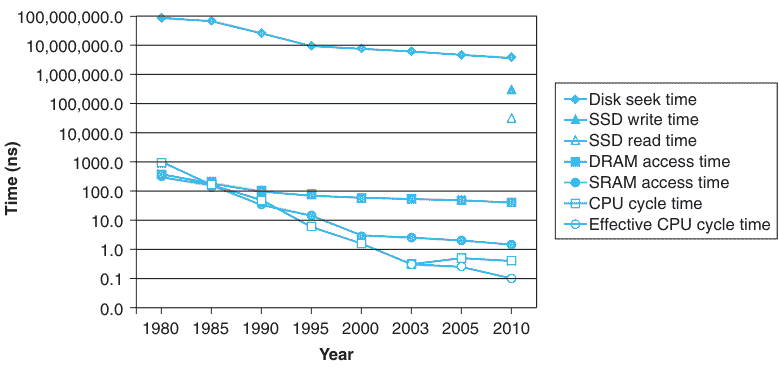 100,000,000.0
10,000,000.0
1,000,000.0
100,000.0
10,000.0
1000.0
100.0
10.0
1.0
0.1
0.0
Time (ns)
1980 1985 1990 1995 2000 2003 2005 2010
Year
Disk seek time
SSD write time
SSD read time
DRAM access time
SRAM access time
CPU cycle time
Effective CPU cycle time